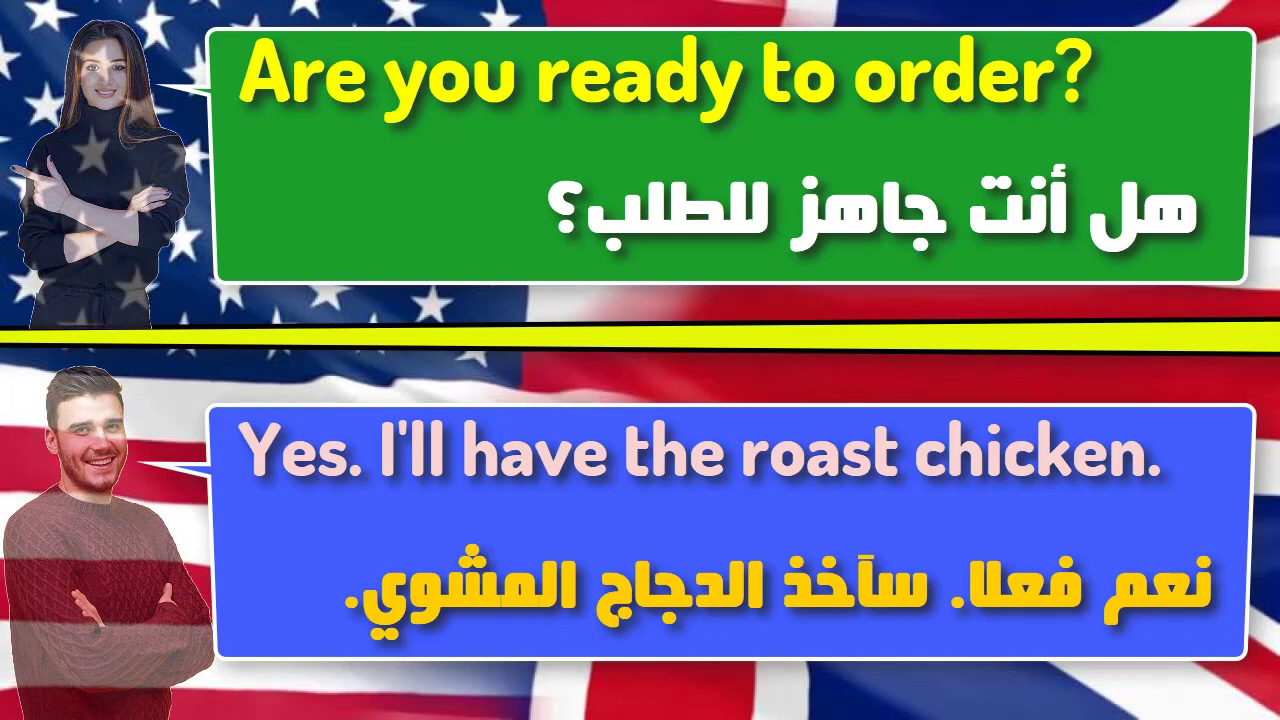 Are you ready to order?
هل أنت جاهز للطلب؟
Yes. I'll have the roast chicken.
نعم فعلا. سآخذ الدجاج المشوي.